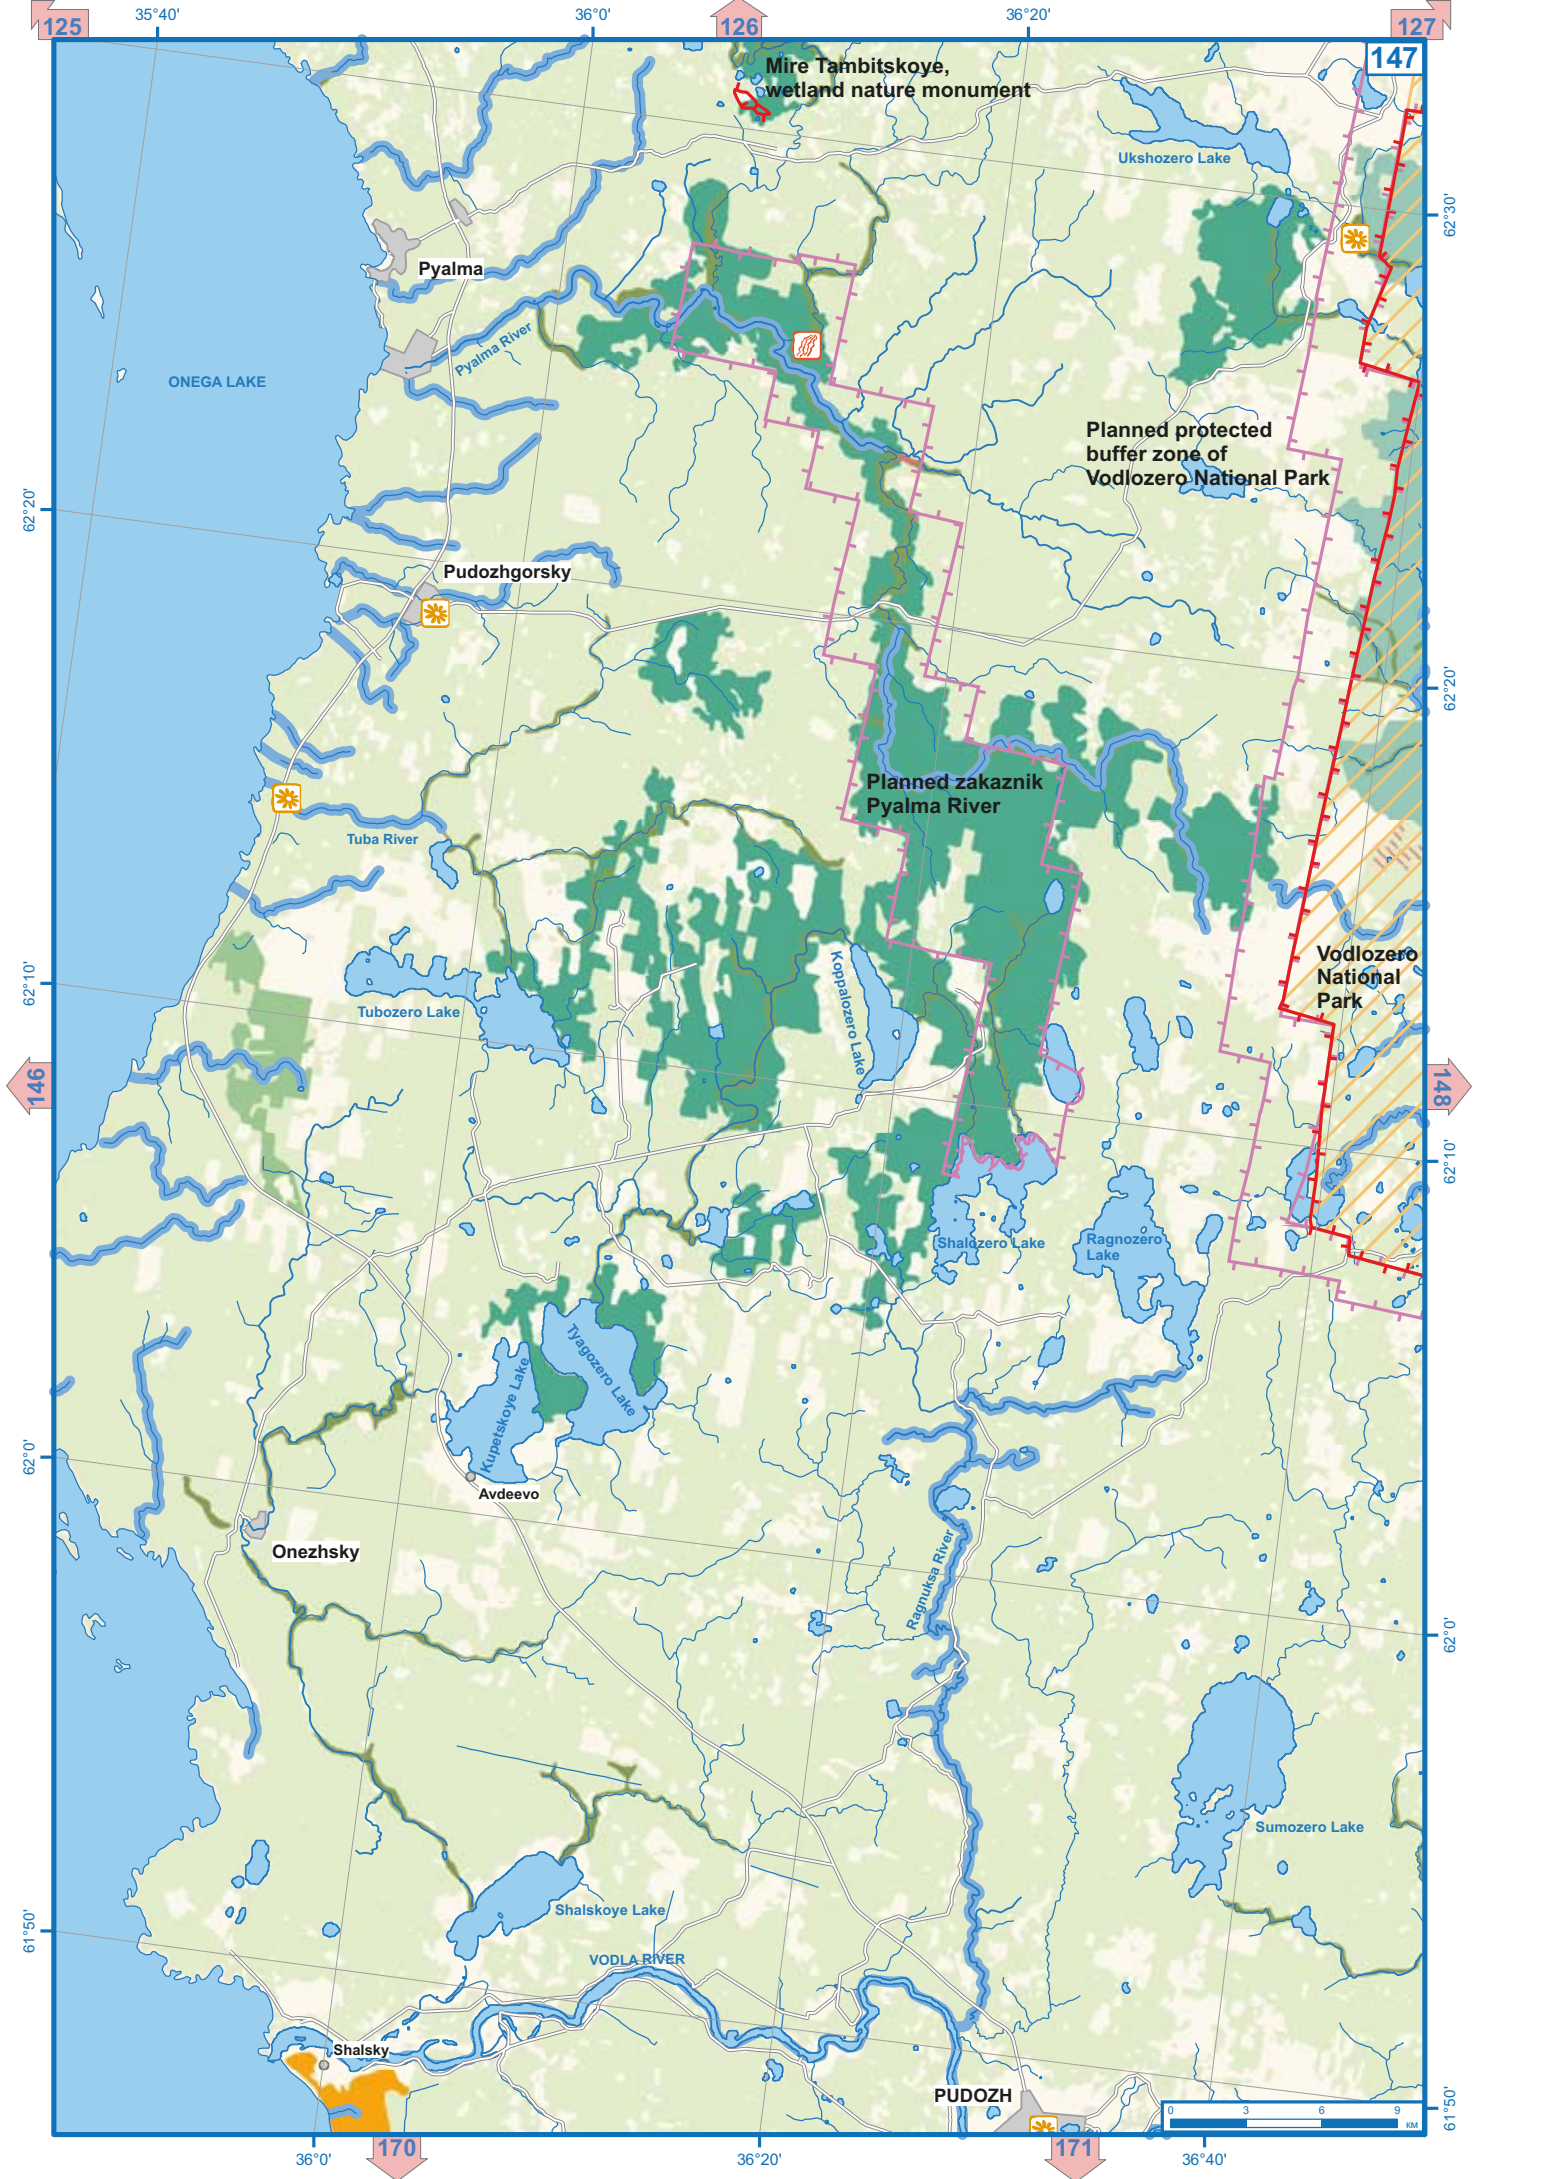 35°40'
36°0'
36°20'
125
126
127
147
Mire Tambitskoye,
wetland nature monument
Ukshozero Lake
62°30'
Pyalma
Pyalma River
ONEGA LAKE
Planned protected
buffer zone of
Vodlozero National Park
62°20'
Pudozhgorsky
62°20'
Planned zakaznik
Pyalma River
Tuba River
Vodlozero
National
Park
Koppalozero Lake
62°10'
Tubozero Lake
146
148
62°10'
Shalozero Lake
Ragnozero
Lake
Tyagozero Lake
Kupetskoye Lake
62°0'
Avdeevo
Onezhsky
Ragnuksa River
62°0'
Sumozero Lake
Shalskoye Lake
61°50'
VODLA RIVER
Shalsky
PUDOZH
0 3 6 9
км
61°50'
170
171
36°0'
36°20'
36°40'